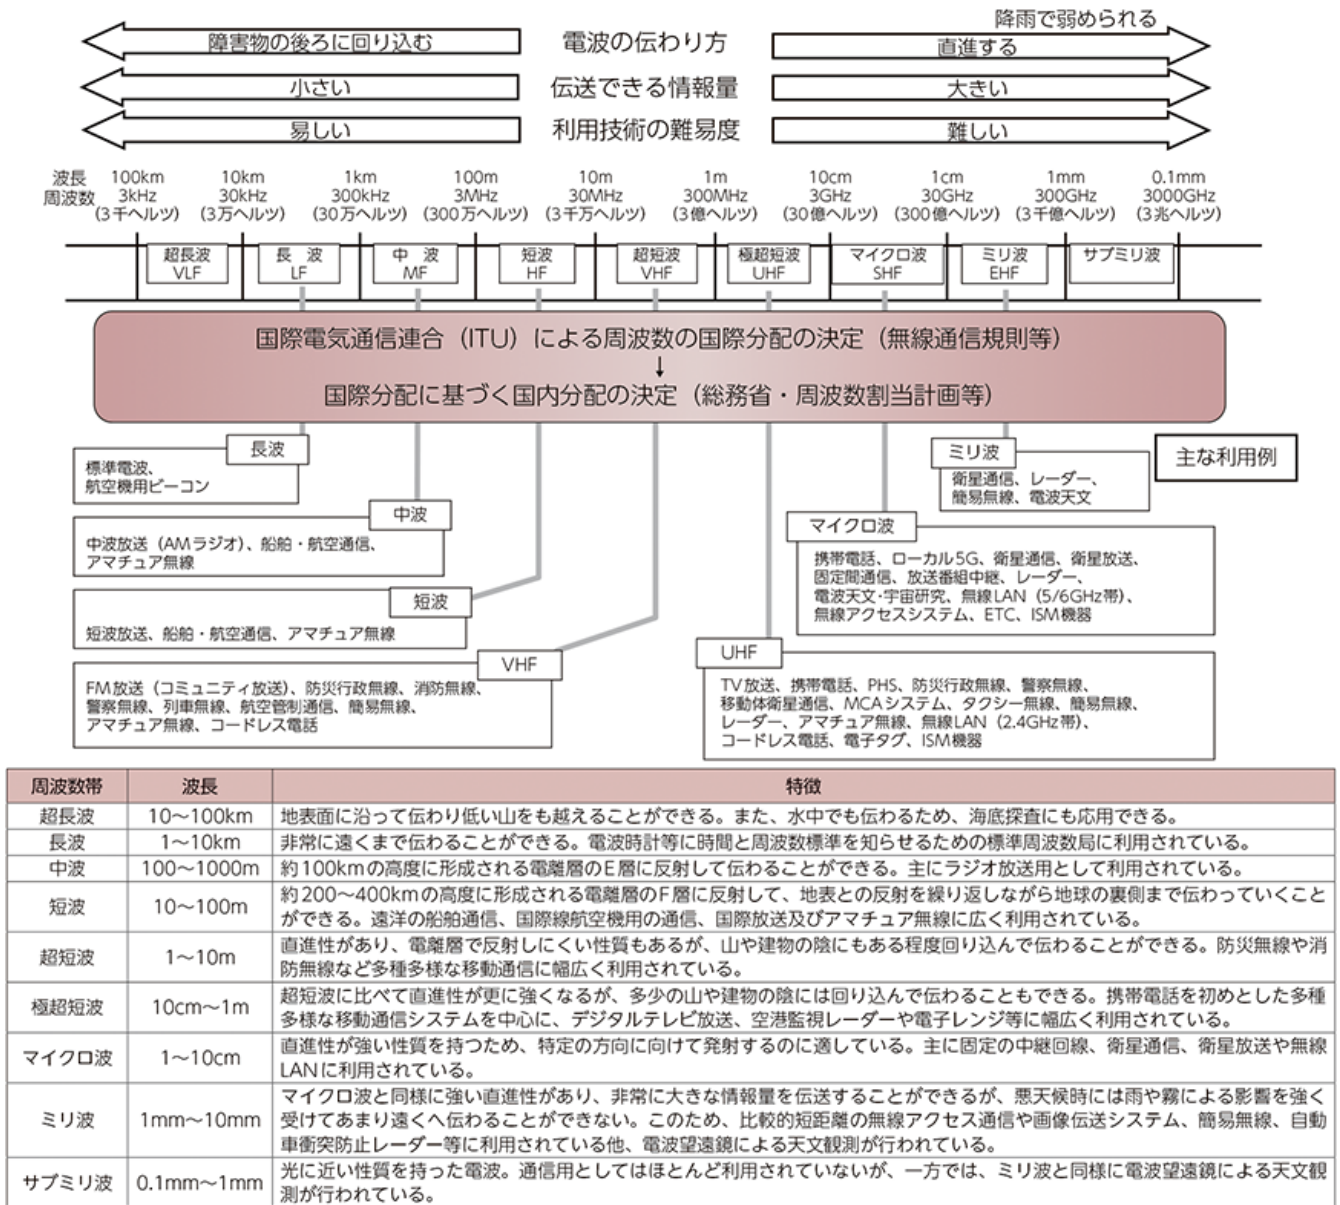 降雨で弱められる
障害物の後ろに回り込む 電波の伝わり方 直進する
小さい 伝送できる情報量 大きい
易しい 利用技術の難易度 難しい
波長 100km 10km 1km 100m 10m 1m 10cm 1cm 1mm 0.1mm
周波数 3kHz 30kHz 300kHz 3MHz 30MHz 300MHz 3GHz 30GHz 300GHz 3000GHz
(3千ヘルツ) (3万ヘルツ) (30万ヘルツ) (300万ヘルツ) (3千万ヘルツ) (3億ヘルツ) (30億ヘルツ) (300億ヘルツ) (3千億ヘルツ) (3兆ヘルツ)
超長波 長 波 中 波 短波 超短波 極超短波 マイクロ波 ミリ波 サブミリ波
VLF LF MF HF VHF UHF SHF EHF
国際電気通信連合（ITU）による周波数の国際分配の決定（無線通信規則等）
↓
国際分配に基づく国内分配の決定（総務省・周波数割当計画等）
長波
標準電波、
航空機用ビーコン
中波
中波放送（AMラジオ）、船舶・航空通信、
アマチュア無線
短波
短波放送、船舶・航空通信、アマチュア無線
VHF
FM放送（コミュニティ放送）、防災行政無線、消防無線、
警察無線、列車無線、航空管制通信、簡易無線、
アマチュア無線、コードレス電話
主な利用例
ミリ波
衛星通信、レーダー、
簡易無線、電波天文
マイクロ波
携帯電話、ローカル5G、衛星通信、衛星放送、
固定間通信、放送番組中継、レーダー、
電波天文・宇宙研究、無線LAN（5/6GHz帯）、
無線アクセスシステム、ETC、ISM機器
UHF
TV放送、携帯電話、PHS、防災行政無線、警察無線、
移動体衛星通信、MCAシステム、タクシー無線、簡易無線、
レーダー、アマチュア無線、無線LAN（2.4GHz帯）、
コードレス電話、電子タグ、ISM機器
周波数帯 波長 特徴
超長波 10～100km 地表面に沿って伝わり低い山をも越えることができる。また、水中でも伝わるため、海底探査にも応用できる。
長波 1～10km 非常に遠くまで伝わることができる。電波時計等に時間と周波数標準を知らせるための標準周波数局に利用されている。
中波 100～1000m 約100kmの高度に形成される電離層のE層に反射して伝わることができる。主にラジオ放送用として利用されている。
短波 10～100m 約200～400kmの高度に形成される電離層のF層に反射して、地表との反射を繰り返しながら地球の裏側まで伝わっていくこと
ができる。遠洋の船舶通信、国際線航空機用の通信、国際放送及びアマチュア無線に広く利用されている。
超短波 1～10m 直進性があり、電離層で反射しにくい性質もあるが、山や建物の陰にもある程度回り込んで伝わることができる。防災無線や消
防無線など多種多様な移動通信に幅広く利用されている。
極超短波 10cm～1m 超短波に比べて直進性が更に強くなるが、多少の山や建物の陰には回り込んで伝わることもできる。携帯電話を初めとした多種
多様な移動通信システムを中心に、デジタルテレビ放送、空港監視レーダーや電子レンジ等に幅広く利用されている。
マイクロ波 1～10cm 直進性が強い性質を持つため、特定の方向に向けて発射するのに適している。主に固定の中継回線、衛星通信、衛星放送や無線
LANに利用されている。
ミリ波 1mm～10mm マイクロ波と同様に強い直進性があり、非常に大きな情報量を伝送することができるが、悪天候時には雨や霧による影響を強く
受けてあまり遠くへ伝わることができない。このため、比較的短距離の無線アクセス通信や画像伝送システム、簡易無線、自動
車衝突防止レーダー等に利用されている他、電波望遠鏡による天文観測が行われている。
サブミリ波 0.1mm～1mm 光に近い性質を持った電波。通信用としてはほとんど利用されていないが、一方では、ミリ波と同様に電波望遠鏡による天文観
測が行われている。